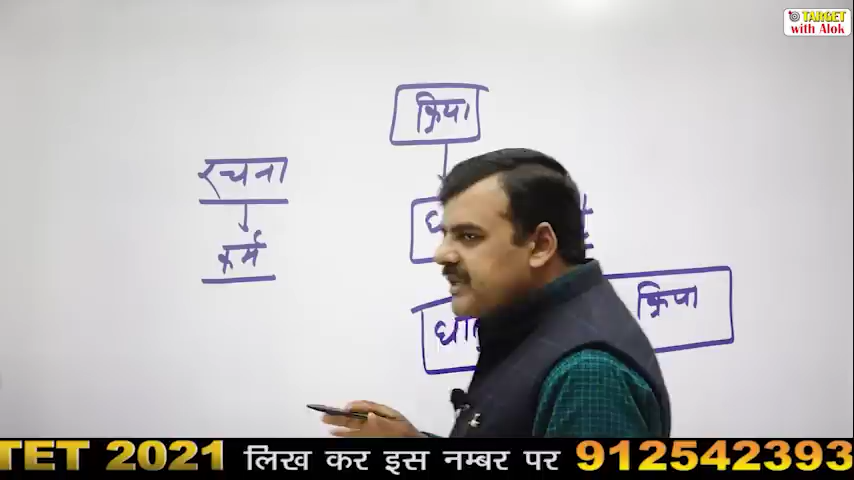 TARGET
with Alok
क्रिया
रचना
कर्म
क्रिया
TET 2021 लिख कर इस नम्बर पर 912542393